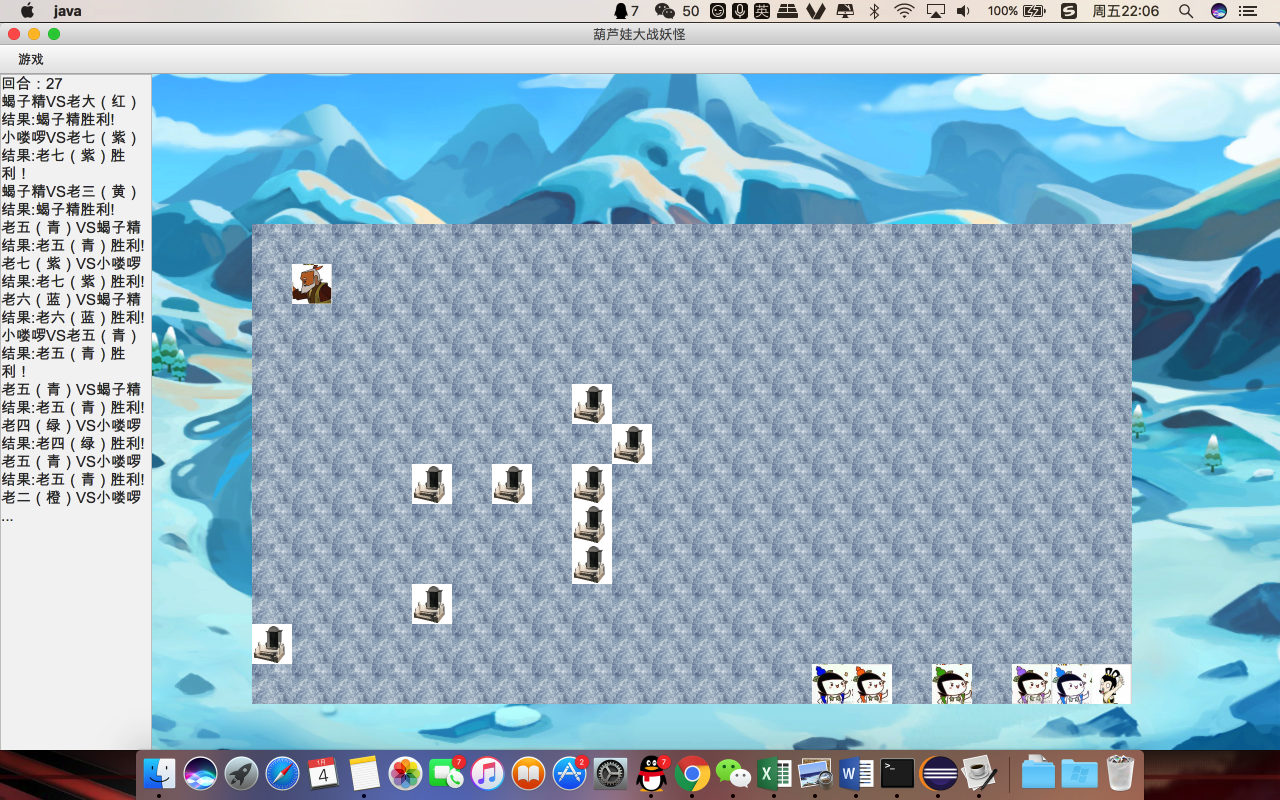 java
7
50
英
100%
周五22:06
葫芦娃大战妖怪
游戏
回合：27
蝎子精VS老大（红）
结果:蝎子精胜利!
小喽啰VS老七（紫）
结果:老七（紫）胜
利！
蝎子精VS老三（黄）
结果:蝎子精胜利!
老五（青）VS蝎子精
结果:老五（青）胜利!
老七（紫）VS小喽啰
结果:老七（紫）胜利!
老六（蓝）VS蝎子精
结果:老六（蓝）胜利!
小喽啰VS老五（青）
结果:老五（青）胜
利！
老五（青）VS蝎子精
结果:老五（青）胜利!
老四（绿）VS小喽啰
结果:老四（绿）胜利!
老五（青）VS小喽啰
结果:老五（青）胜利!
老二（橙）VS小喽啰
...
1月
4
7
2
7